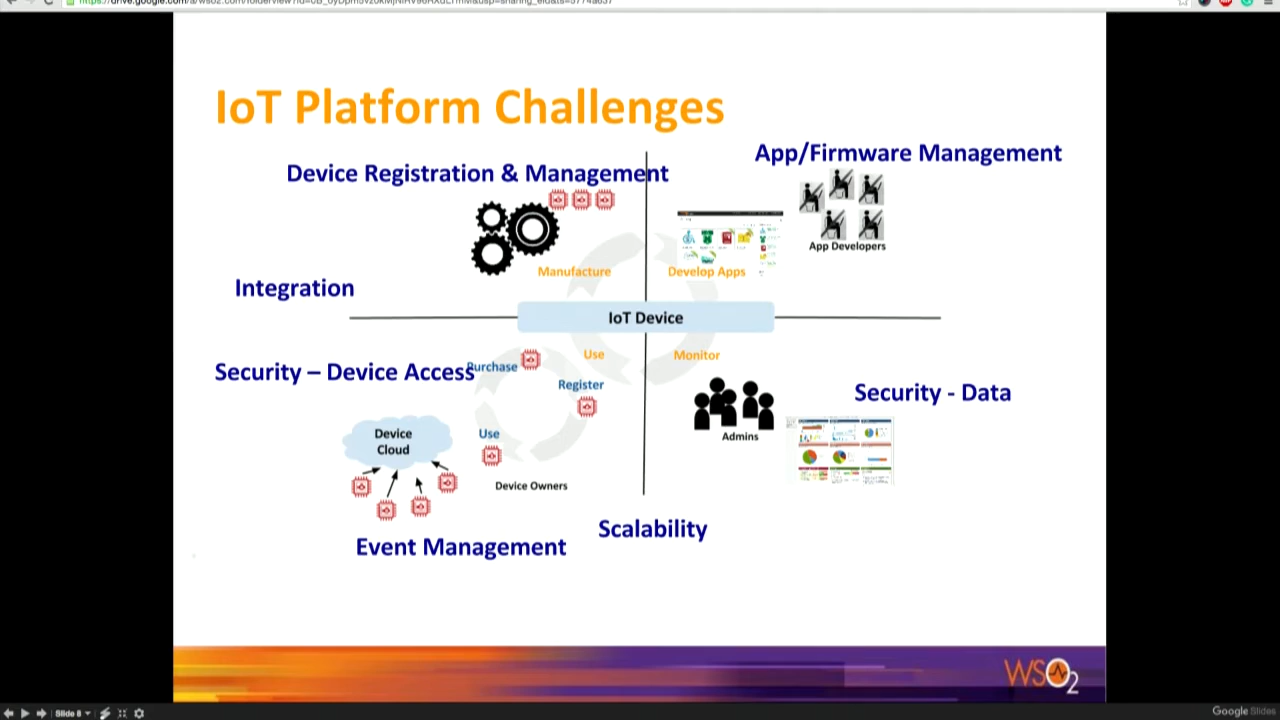 IoT Platform Challenges
App/Firmware Management
Device Registration & Management
App Developers
Manufacture
Develop Apps
Integration
IoT Device
Use
Monitor
Purchase
Security – Device Access
Register
Security - Data
Device
Cloud
Use
Admins
Device Owners
Scalability
Event Management
WSO2
Slide 8
Google Slides